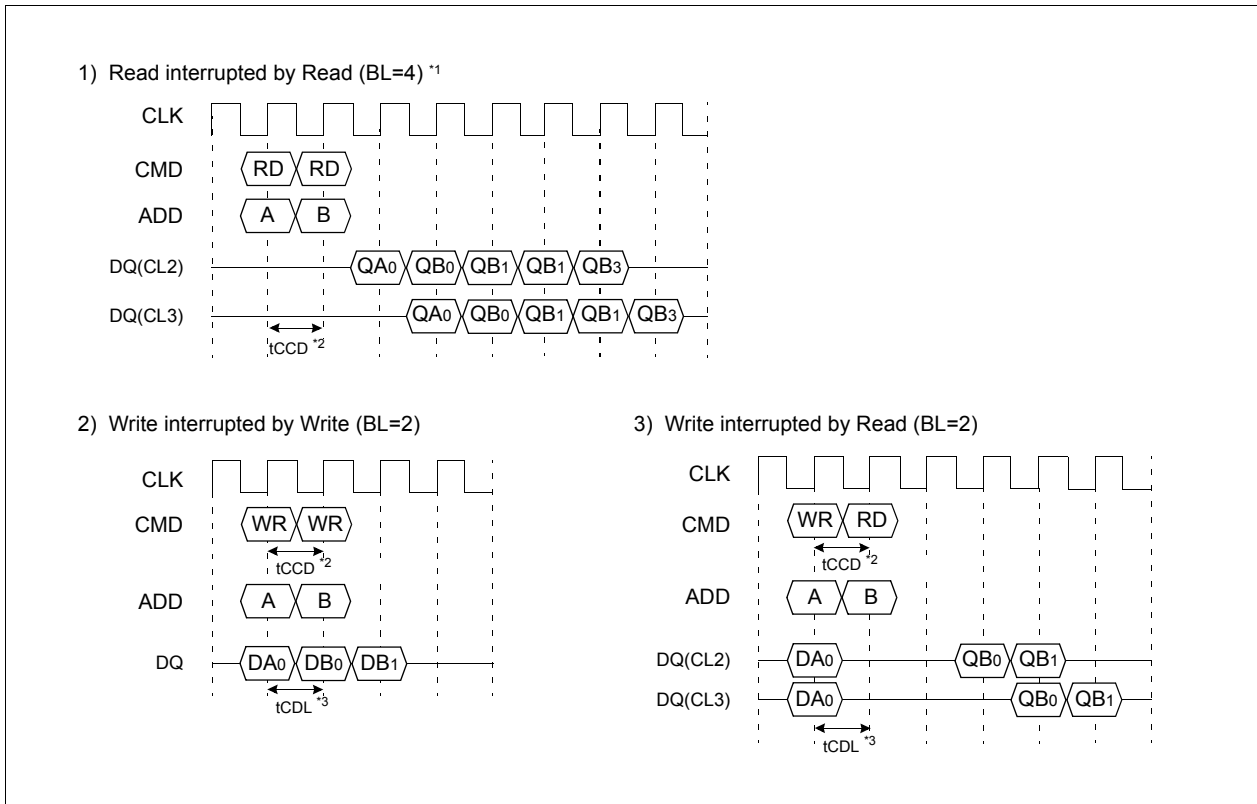 1) Read interrupted by Read (BL=4) *1
CLK
CMD RD RD
ADD A B
DQ(CL2) QA0 QB0 QB1 QB1 QB3
DQ(CL3) QA0 QB0 QB1 QB1 QB3
tCCD *2
2) Write interrupted by Write (BL=2)
CLK
CMD WR WR
tCCD *2
ADD A B
DQ DA0 DB0 DB1
tCDL *3
3) Write interrupted by Read (BL=2)
CLK
CMD WR RD
tCCD *2
ADD A B
DQ(CL2) DA0 QB0 QB1
DQ(CL3) DA0 QB0 QB1
tCDL *3